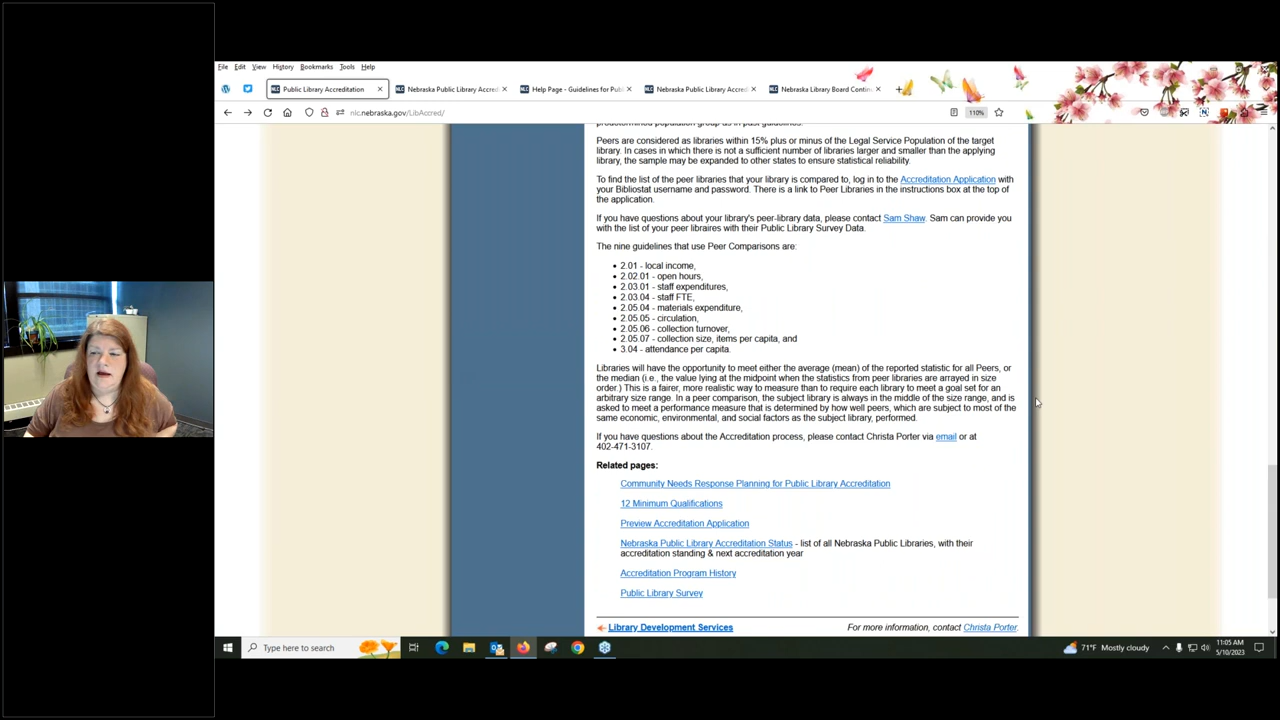 File Edit View History Bookmarks Tools Help
Public Library Accreditation
Nebraska Public Library Accred
Help Page - Guidelines for Publ
Nebraska Public Library Accred
Nebraska Library Board Contin
nlc.nebraska.gov/LibAccred/
110%
predetermined population group as in past guidelines.
Peers are considered as libraries within 15% plus or minus of the Legal Service Population of the target
library. In cases in which there is not a sufficient number of libraries larger and smaller than the applying
library, the sample may be expanded to other states to ensure statistical reliability.
To find the list of the peer libraries that your library is compared to, log in to the Accreditation Application with
your Bibliostat username and password. There is a link to Peer Libraries in the instructions box at the top of
the application.
If you have questions about your library's peer-library data, please contact Sam Shaw. Sam can provide you
with the list of your peer libraires with their Public Library Survey Data.
The nine guidelines that use Peer Comparisons are:
• 2.01 - local income,
• 2.02.01 - open hours,
• 2.03.01 - staff expenditures,
• 2.03.04 - staff FTE,
• 2.05.04 - materials expenditure,
• 2.05.05 - circulation,
• 2.05.06 - collection turnover,
• 2.05.07 - collection size, items per capita, and
• 3.04 - attendance per capita.
Libraries will have the opportunity to meet either the average (mean) of the reported statistic for all Peers, or
the median (i.e., the value lying at the midpoint when the statistics from peer libraries are arrayed in size
order.) This is a fairer, more realistic way to measure than to require each library to meet a goal set for an
arbitrary size range. In a peer comparison, the subject library is always in the middle of the size range, and is
asked to meet a performance measure that is determined by how well peers, which are subject to most of the
same economic, environmental, and social factors as the subject library, performed.
If you have questions about the Accreditation process, please contact Christa Porter via email or at
402-471-3107.
Related pages:
Community Needs Response Planning for Public Library Accreditation
12 Minimum Qualifications
Preview Accreditation Application
Nebraska Public Library Accreditation Status - list of all Nebraska Public Libraries, with their
accreditation standing & next accreditation year
Accreditation Program History
Public Library Survey
Library Development Services
For more information, contact Christa Porter.
Type here to search
71°F Mostly cloudy
11:05 AM
5/10/2023